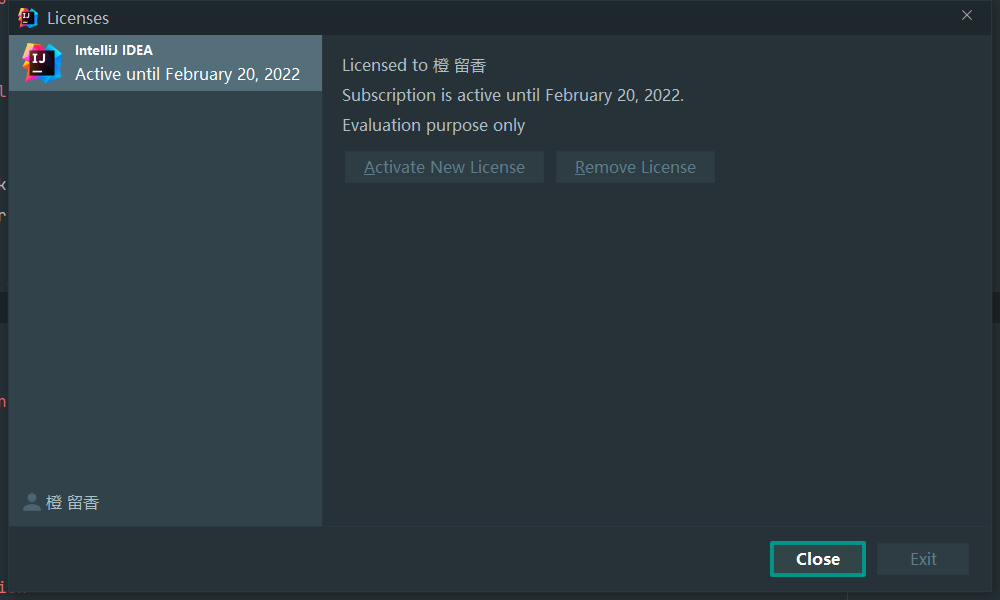 Licenses
IJ
IntelliJ IDEA
Active until February 20, 2022
Licensed to 橙 留香
Subscription is active until February 20, 2022.
Evaluation purpose only
Activate New License
Remove License
橙 留香
Close
Exit